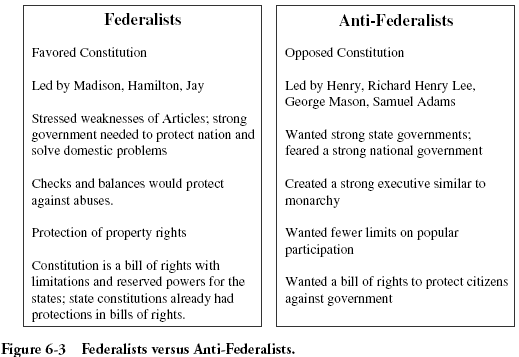 Federalists
Favored Constitution
Led by Madison, Hamilton, Jay
Stressed weaknesses of Articles; strong
government needed to protect nation and
solve domestic problems
Checks and balances would protect
against abuses.
Protection of property rights
Constitution is a bill of rights with
limitations and reserved powers for the
states; state constitutions already had
protections in bills of rights.
Anti-Federalists
Opposed Constitution
Led by Henry, Richard Henry Lee,
George Mason, Samuel Adams
Wanted strong state governments;
feared a strong national government
Created a strong executive similar to
monarchy
Wanted fewer limits on popular
participation
Wanted a bill of rights to protect citizens
against government
Figure 6-3 Federalists versus Anti-Federalists.